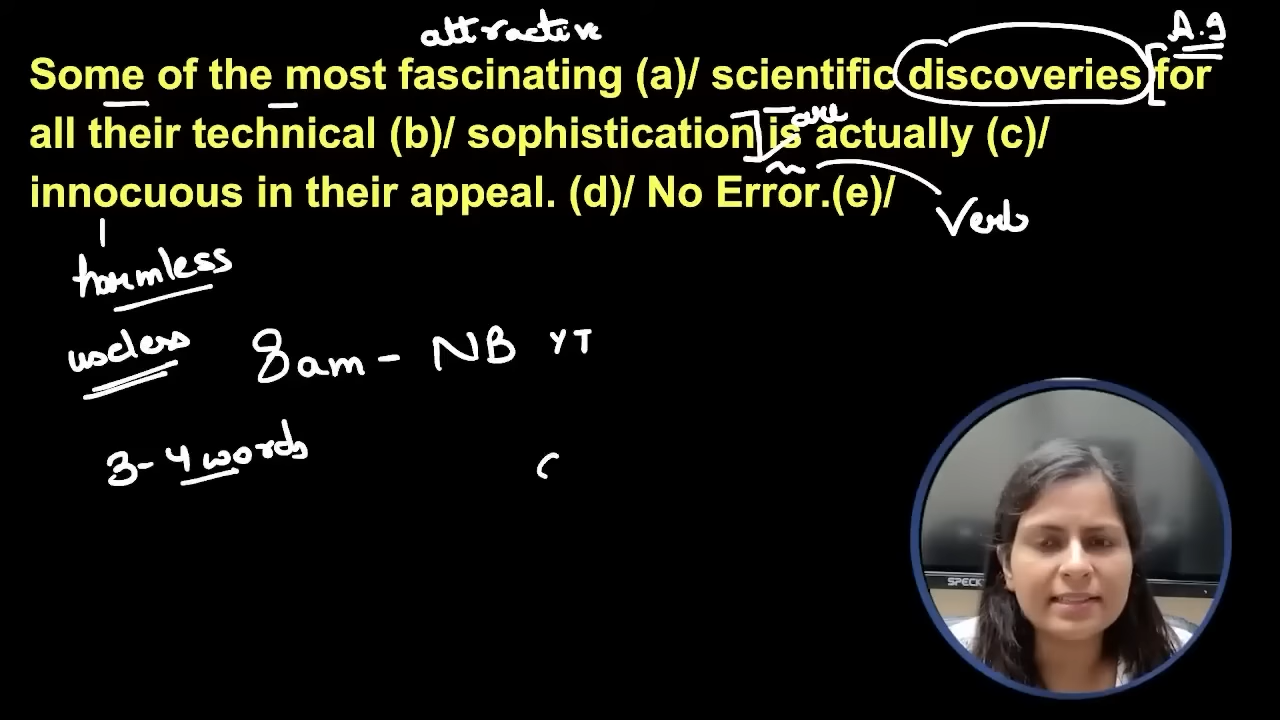 attractive
A.g
Some of the most fascinating (a)/ scientific discoveries for
are
all their technical (b)/ sophistication is actually (c)/
innocuous in their appeal. (d)/ No Error.(e)/
Verb
harmless
useless
8am - NB YT
3-4 words
SPECK